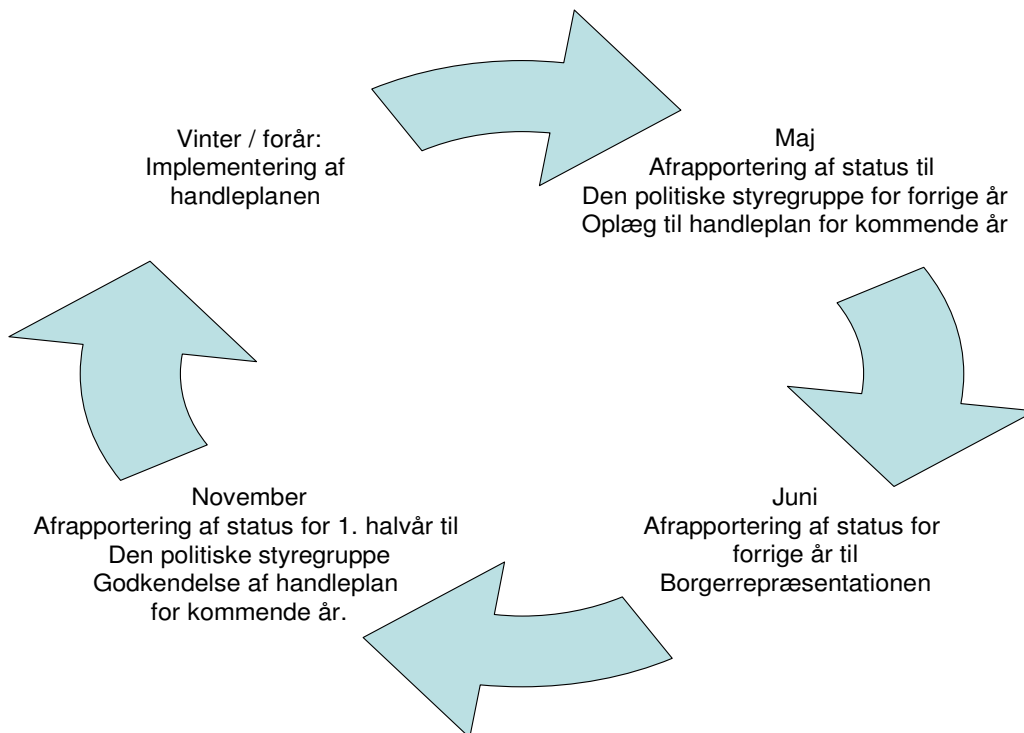 Vinter / forår:
Implementering af
handleplanen
Maj
Afrapportering af status til
Den politiske styregruppe for forrige år
Oplæg til handleplan for kommende år
Juni
Afrapportering af status for
forrige år til
Borgerrepræsentationen
November
Afrapportering af status for 1. halvår til
Den politiske styregruppe
Godkendelse af handleplan
for kommende år.